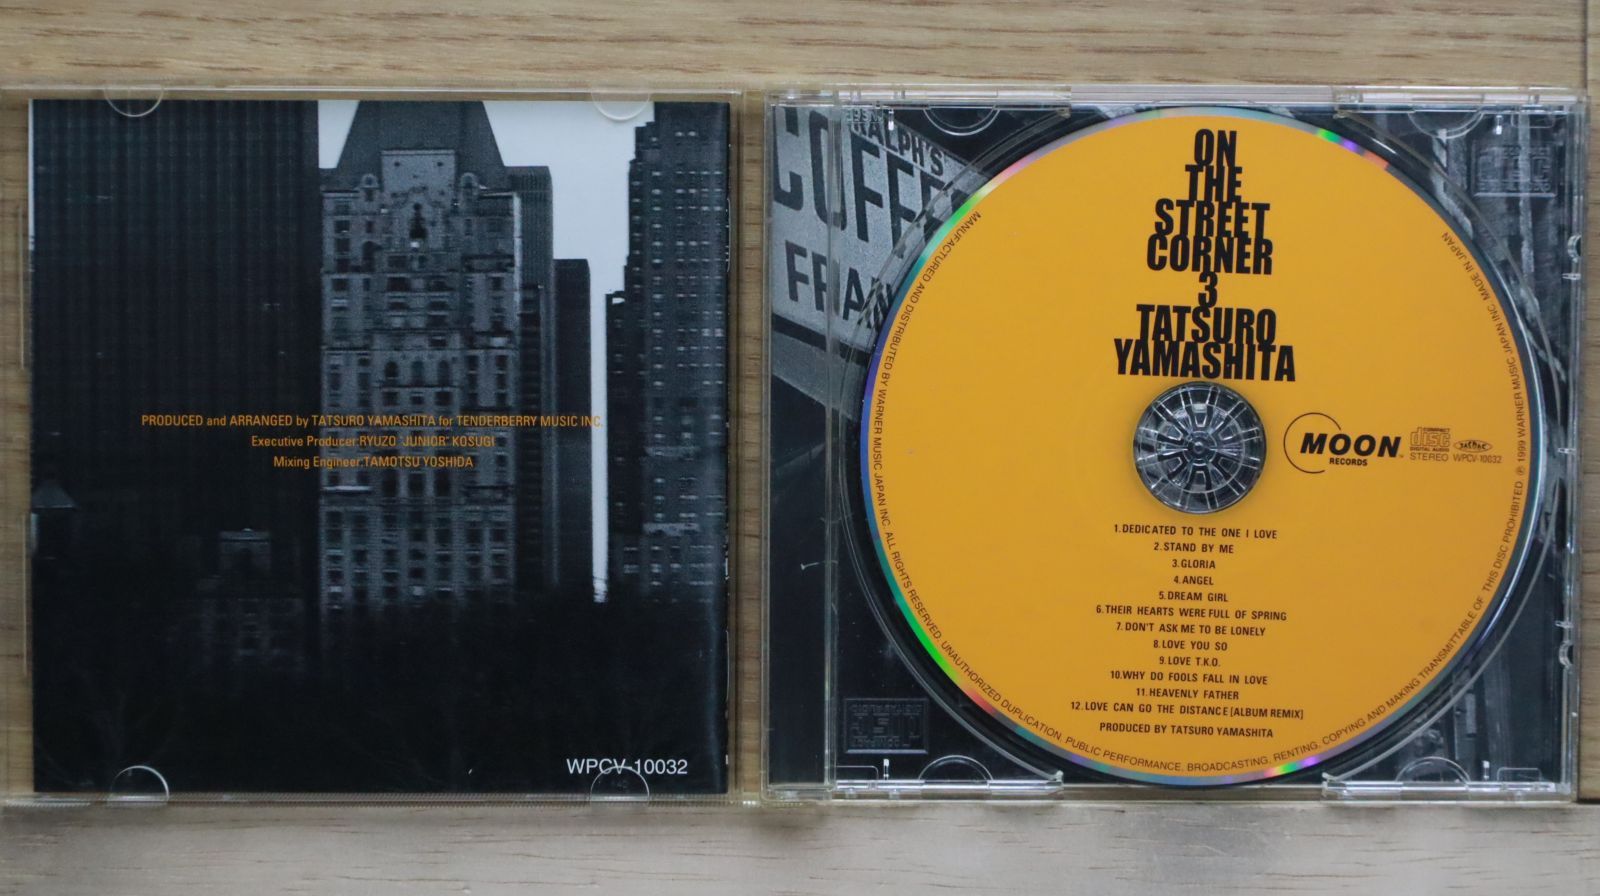 PRODUCED and ARRANGED by TATSURO YAMASHITA for TENDERBERRY MUSIC INC.
Executive Producer:RYUZO "JUNIOR" KOSUGI
Mixing Engineer:TAMOTSU YOSHIDA
WPCV-10032
RALPH'S
COFFE
FRAN
ON
THE
STREET
CORNER
3
TATSURO
YAMASHITA
MOON
RECORDS
COMPACT
disc
DIGITAL AUDIO
STEREO WPCV-10032
1.DEDICATED TO THE ONE I LOVE
2.STAND BY ME
3.GLORIA
4.ANGEL
5.DREAM GIRL
6.THEIR HEARTS WERE FULL OF SPRING
7.DON'T ASK ME TO BE LONELY
8.LOVE YOU SO
9.LOVE T.K.O.
10.WHY DO FOOLS FALL IN LOVE
11.HEAVENLY FATHER
12.LOVE CAN GO THE DISTANCE[ALBUM REMIX]
PRODUCED BY TATSURO YAMASHITA
MANUFACTURED AND DISTRIBUTED BY WARNER MUSIC JAPAN INC. ALL RIGHTS RESERVED. UNAUTHORIZED DUPLICATION, PUBLIC PERFORMANCE, BROADCASTING, RENTING, COPYING AND MAKING TRANSMITTABLE OF THIS DISC PROHIBITED. ℗ 1999 WARNER MUSIC JAPAN INC. MADE IN JAPAN